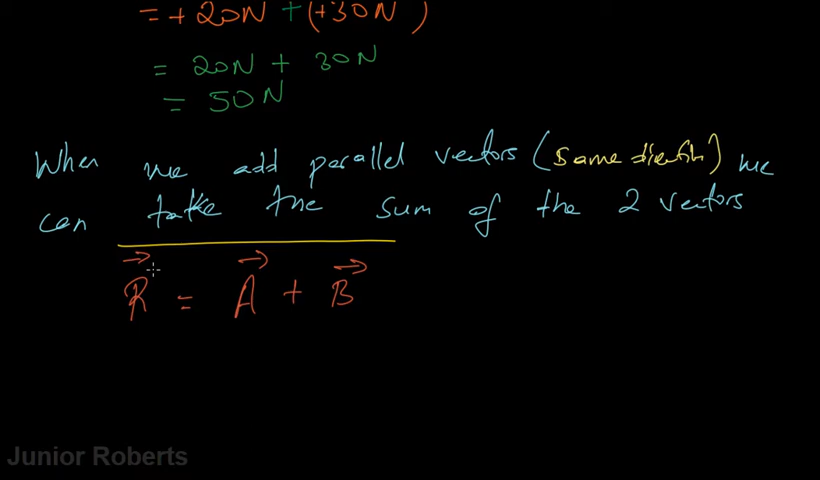 = +20N + (+30N)
= 20N + 30N
= 50N
When we add parallel vectors (same direction) we
can take the sum of the 2 vectors
R = A + B
Junior Roberts